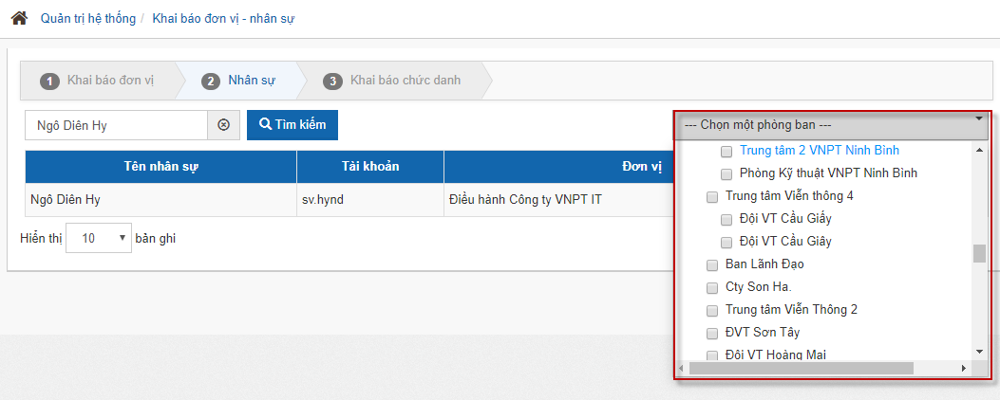 Quản trị hệ thống / Khai báo đơn vị - nhân sự
1 Khai báo đơn vị 2 Nhân sự 3 Khai báo chức danh
Ngô Diên Hy Tìm kiếm
Tên nhân sự Tài khoản Đơn vị
Ngô Diên Hy sv.hynd Điều hành Công ty VNPT IT
Hiển thị 10 bản ghi
--- Chọn một phòng ban ---
Trung tâm 2 VNPT Ninh Bình
Phòng Kỹ thuật VNPT Ninh Bình
Trung tâm Viễn thông 4
Đội VT Cầu Giấy
Đội VT Cầu Giây
Ban Lãnh Đạo
Cty Son Ha.
Trung tâm Viễn Thông 2
ĐVT Sơn Tây
Đội VT Hoàng Mai